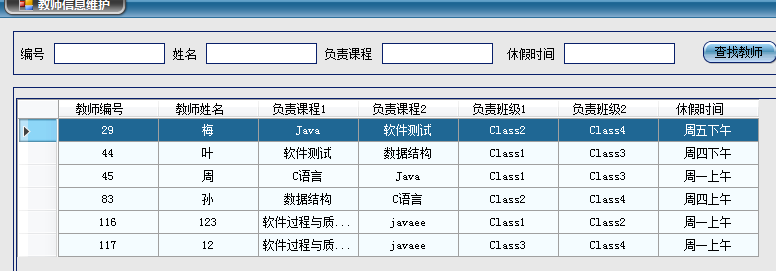 教师信息维护
编号 姓名 负责课程 休假时间 查找教师
教师编号 教师姓名 负责课程1 负责课程2 负责班级1 负责班级2 休假时间
29 梅 Java 软件测试 Class2 Class4 周五下午
44 叶 软件测试 数据结构 Class1 Class3 周四下午
45 周 C语言 Java Class1 Class3 周一上午
83 孙 数据结构 C语言 Class2 Class4 周四上午
116 123 软件过程与质... javaee Class1 Class2 周一上午
117 12 软件过程与质... javaee Class3 Class4 周一上午